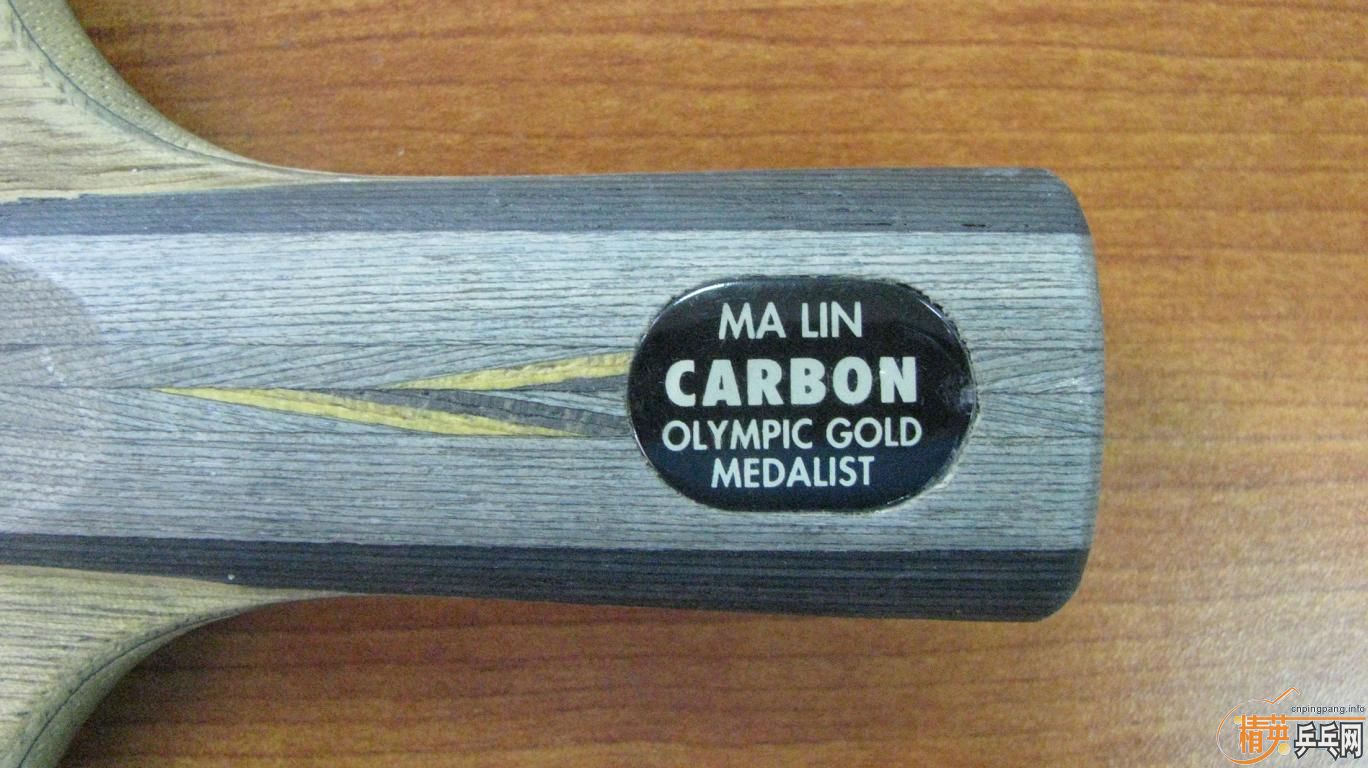 MA LIN
CARBON
OLYMPIC GOLD
MEDALIST
cnpingpang.info
精英乒乓网